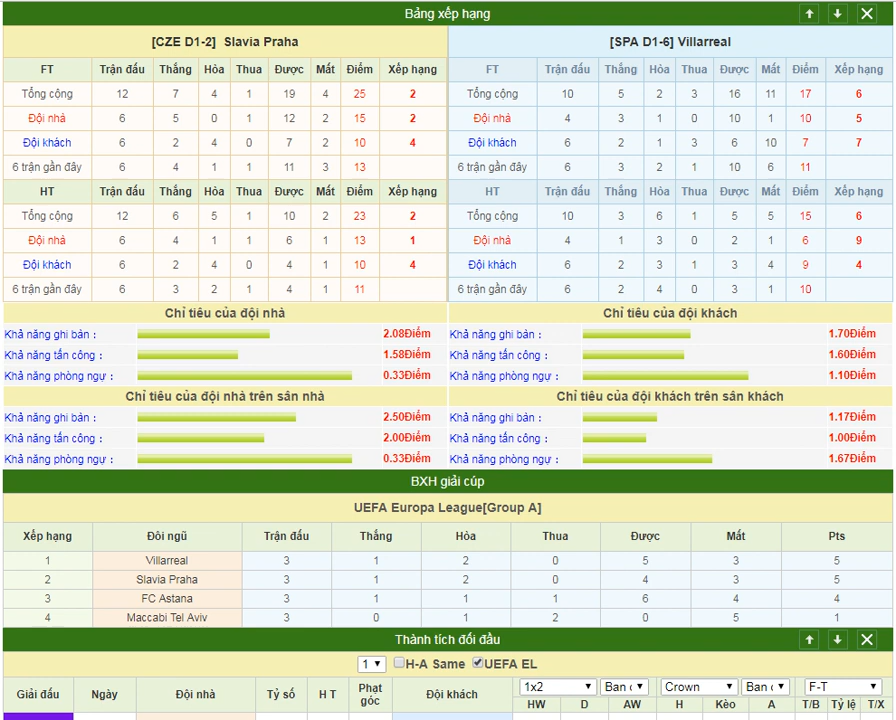 Bảng xếp hạng
[CZE D1-2] Slavia Praha [SPA D1-6] Villarreal
FT Trận đấu Thắng Hòa Thua Được Mất Điểm Xếp hạng FT Trận đấu Thắng Hòa Thua Được Mất Điểm Xếp hạng
Tổng cộng 12 7 4 1 19 4 25 2 Tổng cộng 10 5 2 3 16 11 17 6
Đội nhà 6 5 0 1 12 2 15 2 Đội nhà 4 3 1 0 10 1 10 5
Đội khách 6 2 4 0 7 2 10 4 Đội khách 6 2 1 3 6 10 7 7
6 trận gần đây 6 4 1 1 11 3 13 6 trận gần đây 6 3 2 1 10 6 11
HT Trận đấu Thắng Hòa Thua Được Mất Điểm Xếp hạng HT Trận đấu Thắng Hòa Thua Được Mất Điểm Xếp hạng
Tổng cộng 12 6 5 1 10 2 23 2 Tổng cộng 10 3 6 1 5 5 15 6
Đội nhà 6 4 1 1 6 1 13 1 Đội nhà 4 1 3 0 2 1 6 9
Đội khách 6 2 4 0 4 1 10 4 Đội khách 6 2 3 1 3 4 9 4
6 trận gần đây 6 3 2 1 4 1 11 6 trận gần đây 6 2 4 0 3 1 10
Chỉ tiêu của đội nhà Chỉ tiêu của đội khách
Khả năng ghi bàn : 2.08Điểm Khả năng ghi bàn : 1.70Điểm
Khả năng tấn công : 1.58Điểm Khả năng tấn công : 1.60Điểm
Khả năng phòng ngự : 0.33Điểm Khả năng phòng ngự : 1.10Điểm
Chỉ tiêu của đội nhà trên sân nhà Chỉ tiêu của đội khách trên sân khách
Khả năng ghi bàn : 2.50Điểm Khả năng ghi bàn : 1.17Điểm
Khả năng tấn công : 2.00Điểm Khả năng tấn công : 1.00Điểm
Khả năng phòng ngự : 0.33Điểm Khả năng phòng ngự : 1.67Điểm
BXH giải cúp
UEFA Europa League[Group A]
Xếp hạng Đôi ngũ Trận đấu Thắng Hòa Thua Được Mất Pts
1 Villarreal 3 1 2 0 5 3 5
2 Slavia Praha 3 1 2 0 4 3 5
3 FC Astana 3 1 1 1 6 4 4
4 Maccabi Tel Aviv 3 0 1 2 0 5 1
Thành tích đối đầu
1 H-A Same UEFA EL
Giải đấu Ngày Đội nhà Tỷ số H T Phạt góc Đội khách 1x2 Ban Crown Ban F-T
HW D AW H Kèo A T/B Tỷ lệ T/X